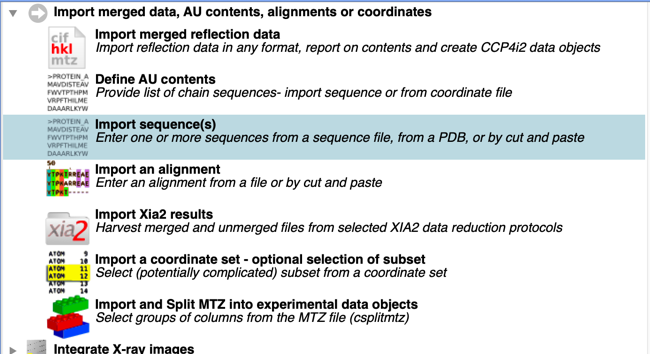 Import merged data, AU contents, alignments or coordinates
cif
hkl
mtz
Import merged reflection data
Import reflection data in any format, report on contents and create CCP4i2 data objects
>PROTEIN_A
MAVDISTEAV
FWVTPTHPM
VRPFTHILME
DAAARLKYW
Define AU contents
Provide list of chain sequences- import sequence or from coordinate file
>PROTEIN_A
MAVDISTEAV
FWVTPTHPM
VRPFTHILME
DAAARLKYW
Import sequence(s)
Enter one or more sequences from a sequence file, from a PDB, or by cut and paste
50
VTPKTRREAE
VTPKARREAE
VTPKT
Import an alignment
Enter an alignment from a file or by cut and paste
xia2
Import Xia2 results
Harvest merged and unmerged files from selected XIA2 data reduction protocols
ATOM 9
ATOM 10
ATOM 11
ATOM 12
ATOM 13
ATOM 14
Import a coordinate set - optional selection of subset
Select (potentially complicated) subset from a coordinate set
Import and Split MTZ into experimental data objects
Select groups of columns from the MTZ file (csplitmtz)
Integrate X-ray images